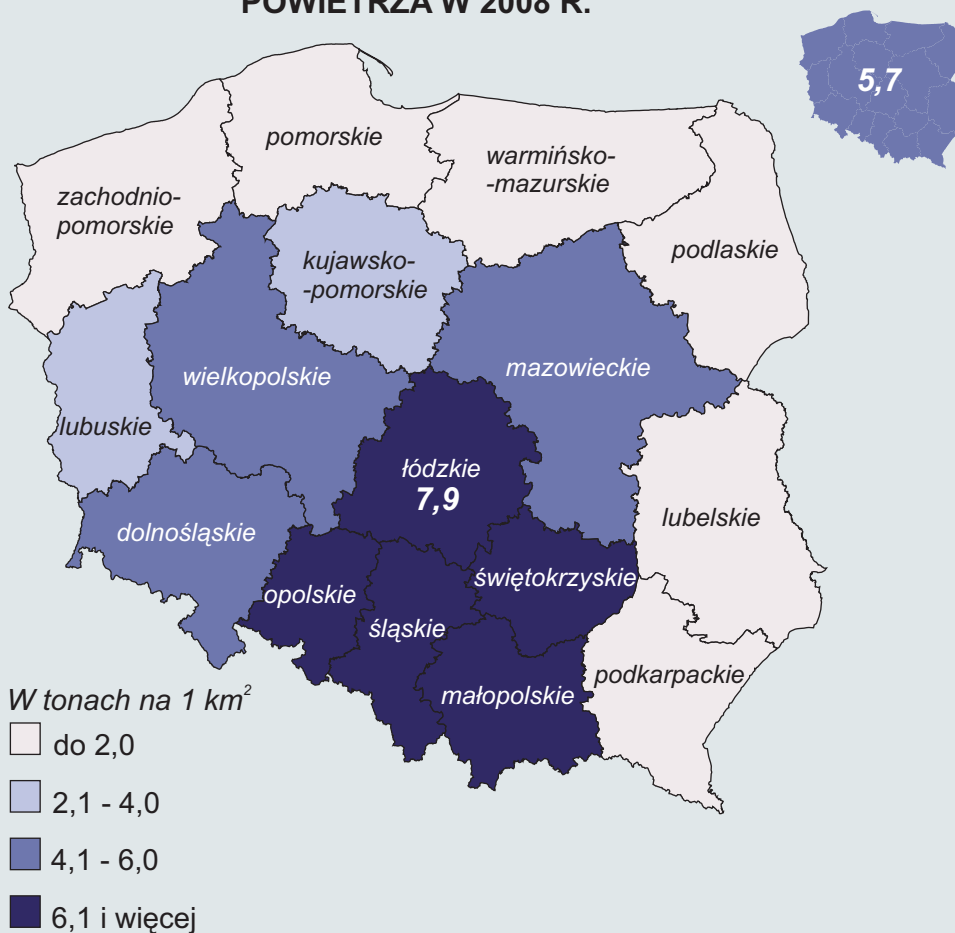 POWIETRZA W 2008 R.
5,7
pomorskie
warmińsko-
-mazurskie
zachodnio-
pomorskie
podlaskie
kujawsko-
-pomorskie
mazowieckie
wielkopolskie
lubuskie
łódzkie
7,9
lubelskie
dolnośląskie
świętokrzyskie
opolskie
śląskie
podkarpackie
małopolskie
W tonach na 1 km²
do 2,0
2,1 - 4,0
4,1 - 6,0
6,1 i więcej